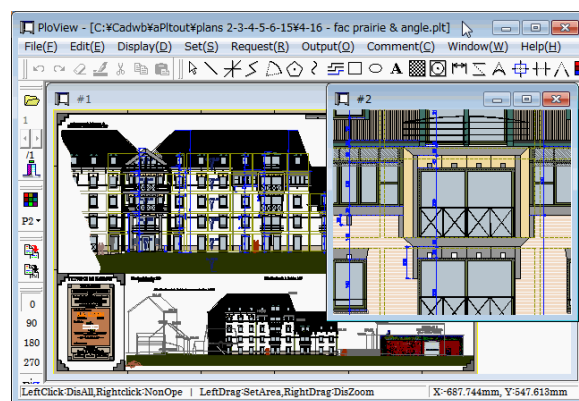 PloView - [C:¥Cadwb¥aPltout¥plans 2-3-4-5-6-15¥4-16 - fac prairie & angle.plt]
File(F) Edit(E) Display(D) Set(S) Request(R) Output(O) Comment(C) Window(W) Help(H)
A
#1
#2
1
/1
P2
0
90
180
270
LeftClick:DisAll,Rightclick:NonOpe | LeftDrag:SetArea,RightDrag:DisZoom X:-687.744mm, Y:547.613mm